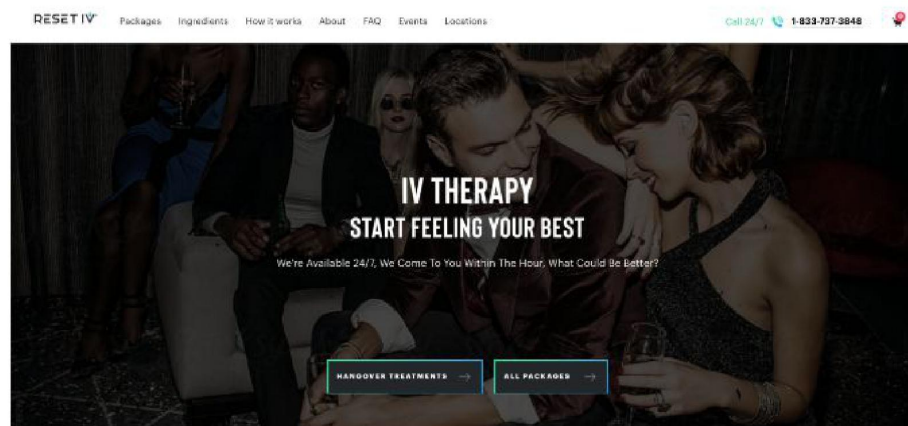 RESET IV
Packages Ingredients How it works About FAQ Events Locations
Call 24/7 1-833-737-3848
0
IV THERAPY
START FEELING YOUR BEST
We're Available 24/7, We Come To You Within The Hour, What Could Be Better?
HANGOVER TREATMENTS →
ALL PACKAGES →